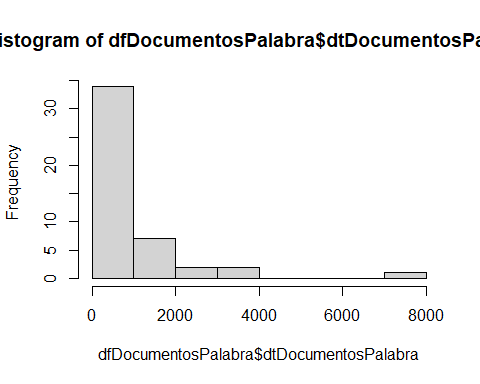 istogram of dfDocumentosPalabra$dtDocumentosPa
Frequency
30
20
10
5
0
0 2000 4000 6000 8000
dfDocumentosPalabra$dtDocumentosPalabra